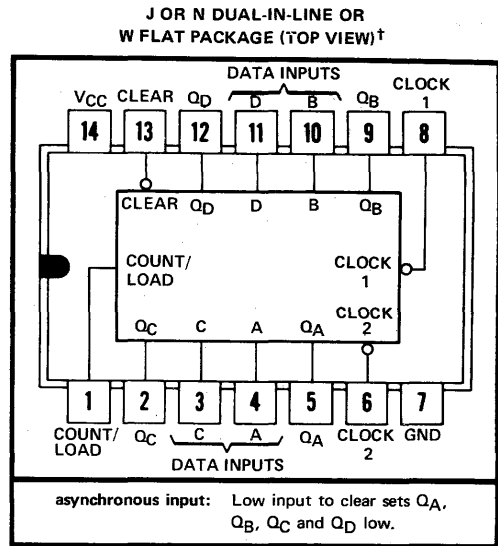 J OR N DUAL-IN-LINE OR
W FLAT PACKAGE (TOP VIEW)†
DATA INPUTS
VCC CLEAR QD D B QB CLOCK 1
14 13 12 11 10 9 8
CLEAR QD D B QB
COUNT/
LOAD
CLOCK
1
CLOCK
2
QC C A QA
1 2 3 4 5 6 7
COUNT/
LOAD
QC C A QA CLOCK 2 GND
DATA INPUTS
asynchronous input: Low input to clear sets QA,
QB, QC and QD low.